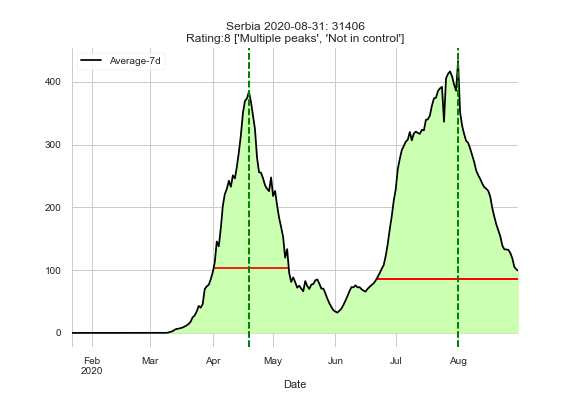 Serbia 2020-08-31: 31406
Rating:8 ['Multiple peaks', 'Not in control']
Average-7d
400
300
200
100
0
Feb Mar Apr May Jun Jul Aug
2020
Date